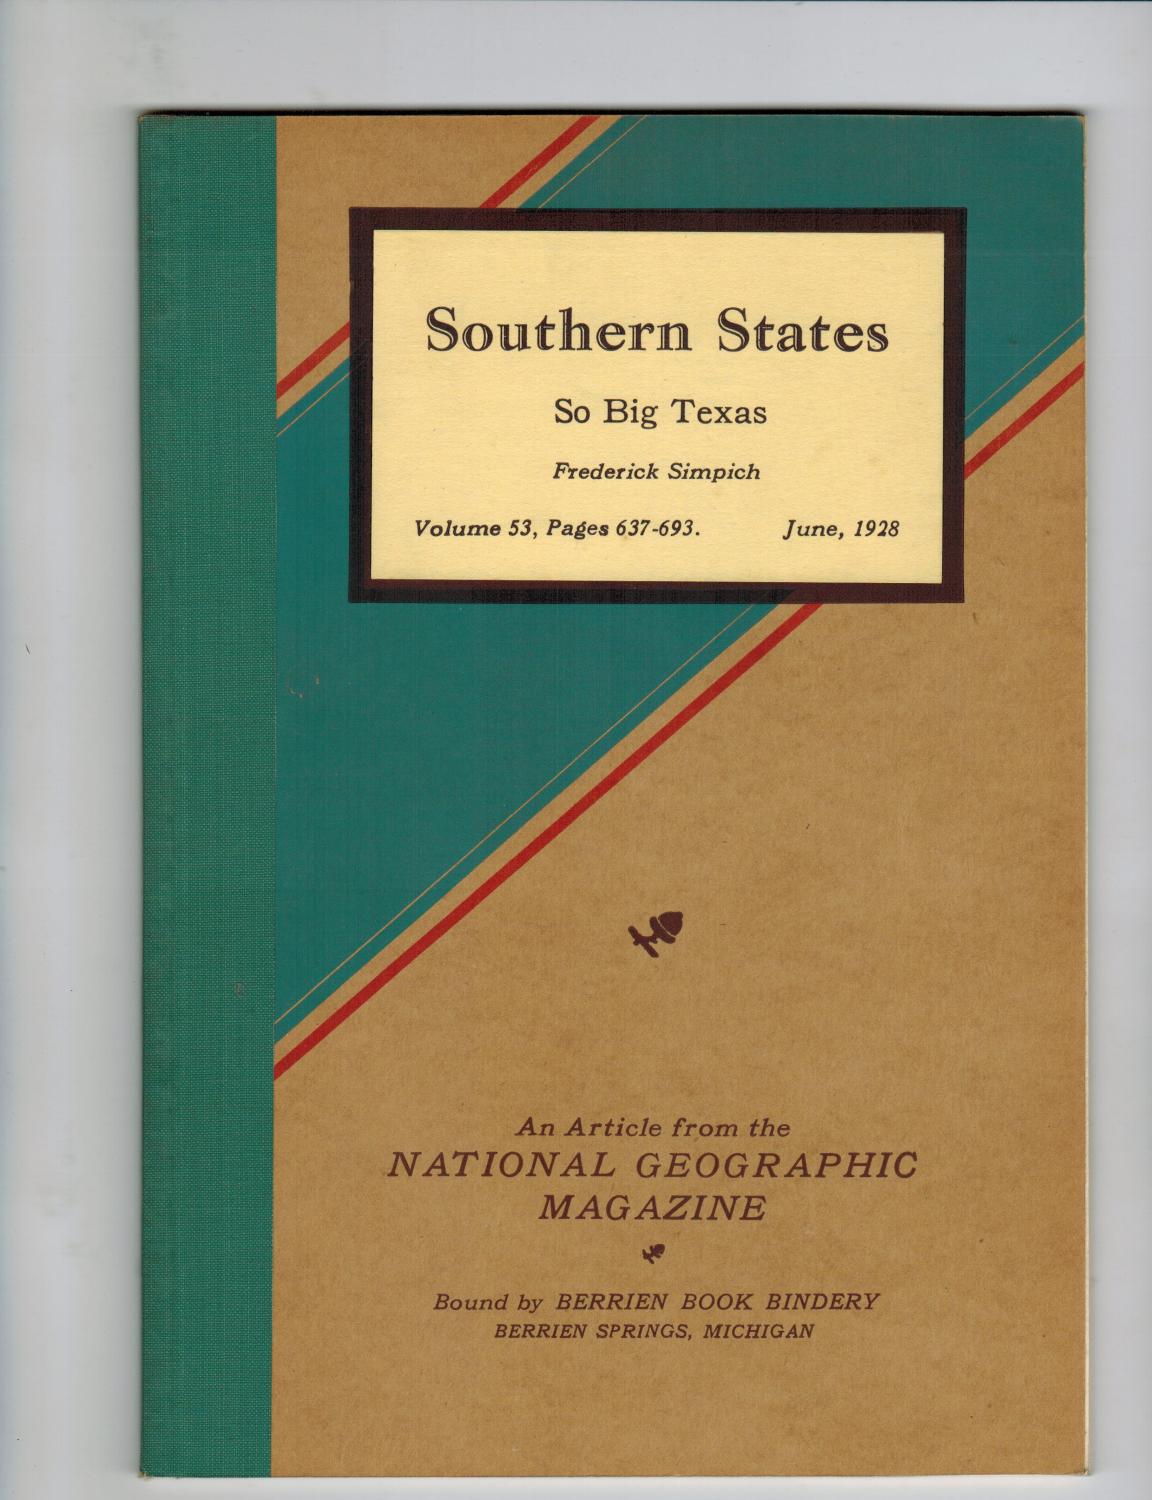 Southern States
So Big Texas
Frederick Simpich
Volume 53, Pages 637-693. June, 1928
An Article from the
NATIONAL GEOGRAPHIC
MAGAZINE
Bound by BERRIEN BOOK BINDERY
BERRIEN SPRINGS, MICHIGAN